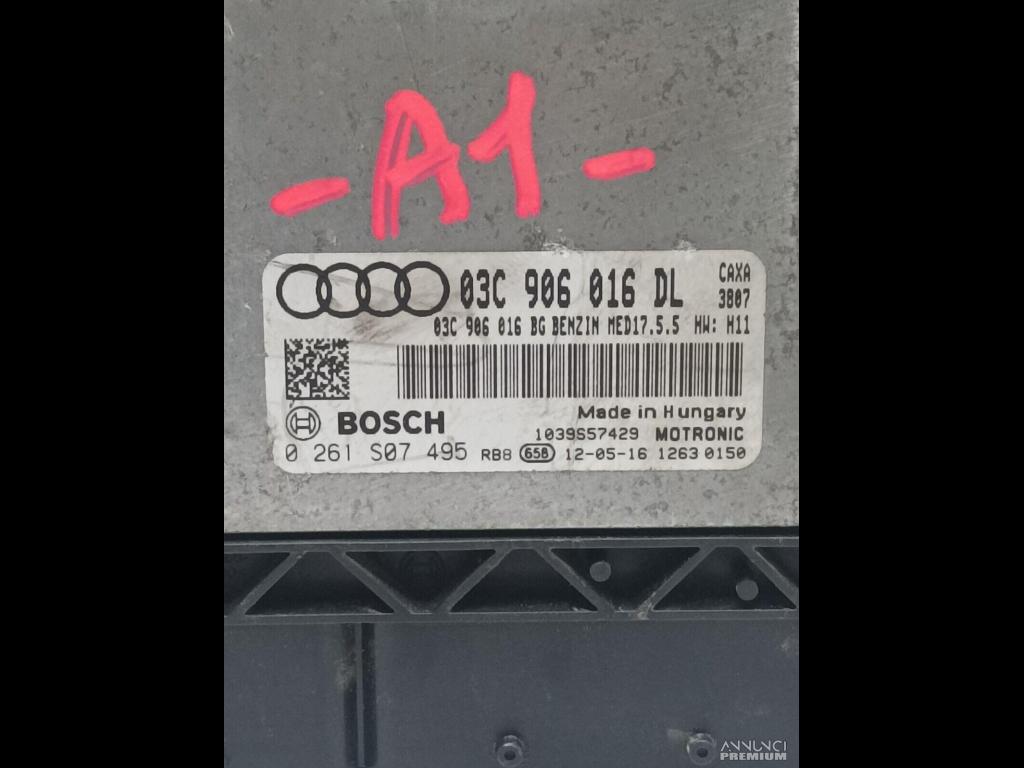 -A1-
03C 906 016 DL
CAXA
3807
03C 906 016 BG BENZIN MED17.5.5 HW: H11
BOSCH
Made in Hungary
1039S57429 MOTRONIC
0 261 S07 495 RB8 658 12-05-16 1263 0150
ANNUNCI
PREMIUM